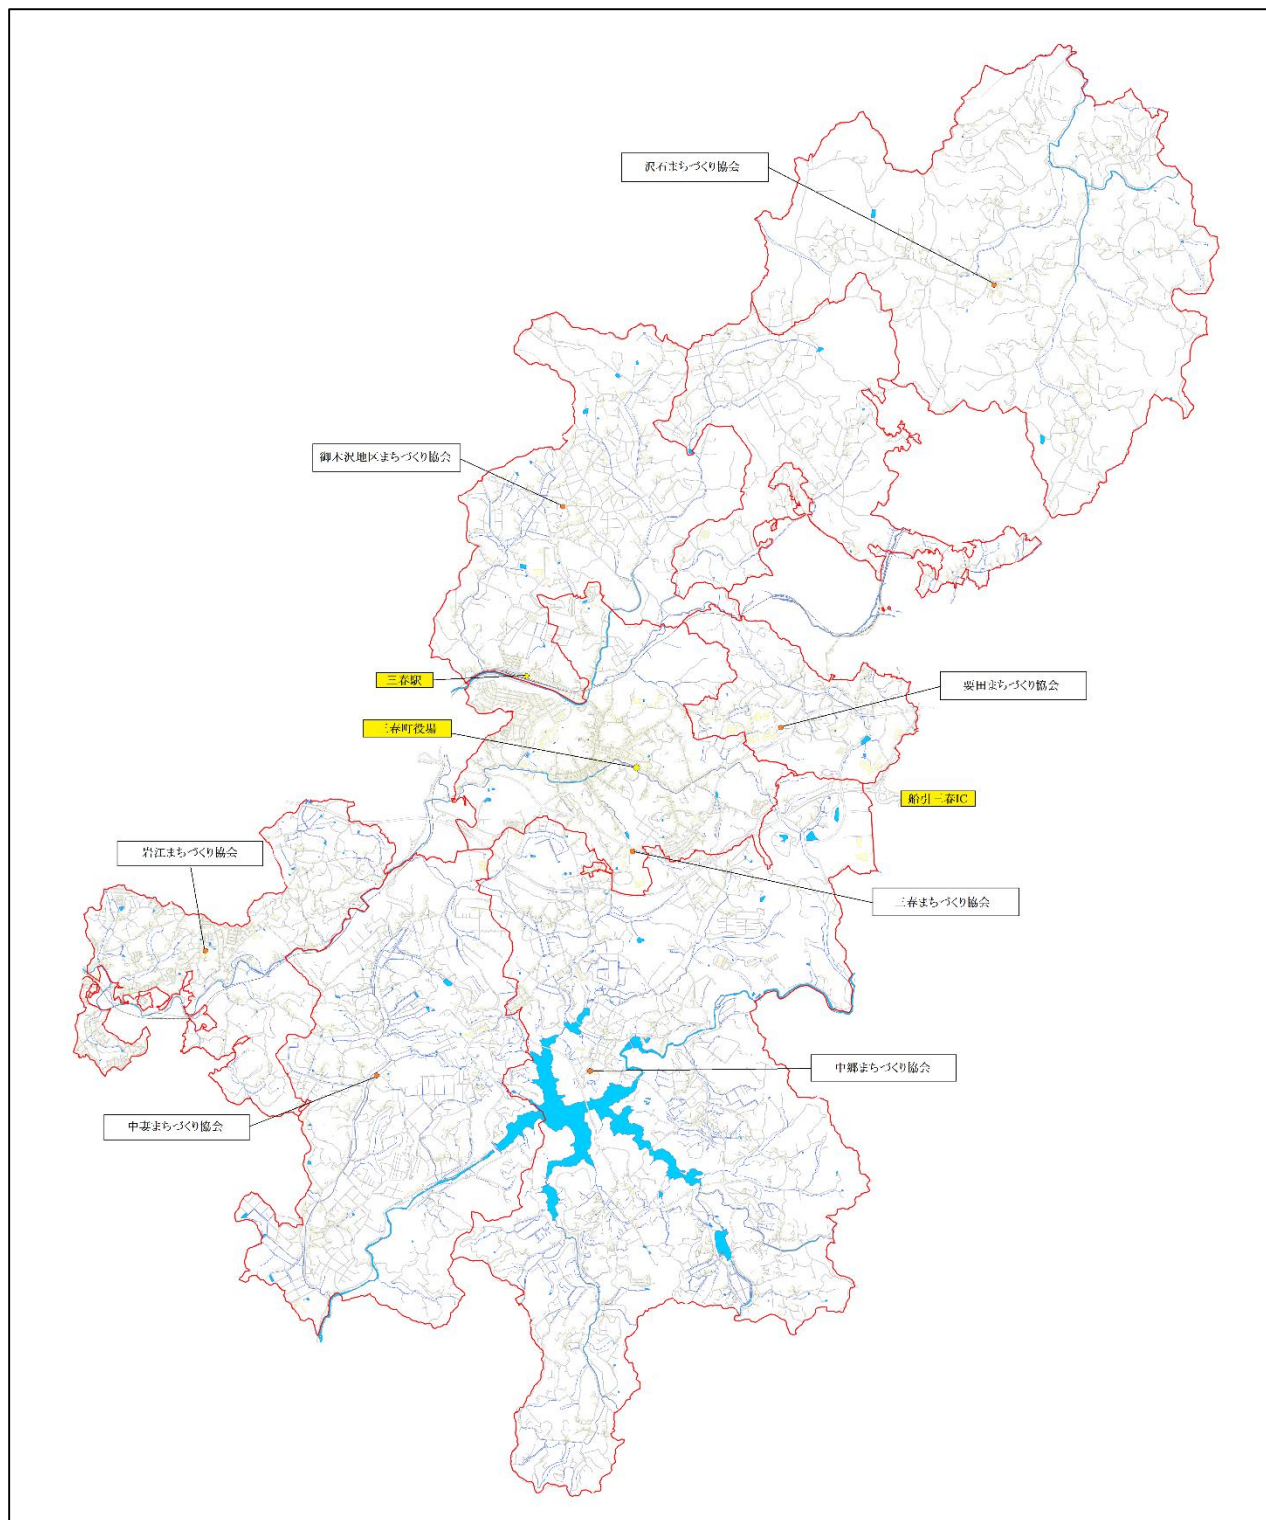 沢石まちづくり協会
御木沢地区まちづくり協会
三春駅
要田まちづくり協会
三春町役場
船引三春IC
岩江まちづくり協会
三春まちづくり協会
中郷まちづくり協会
中妻まちづくり協会